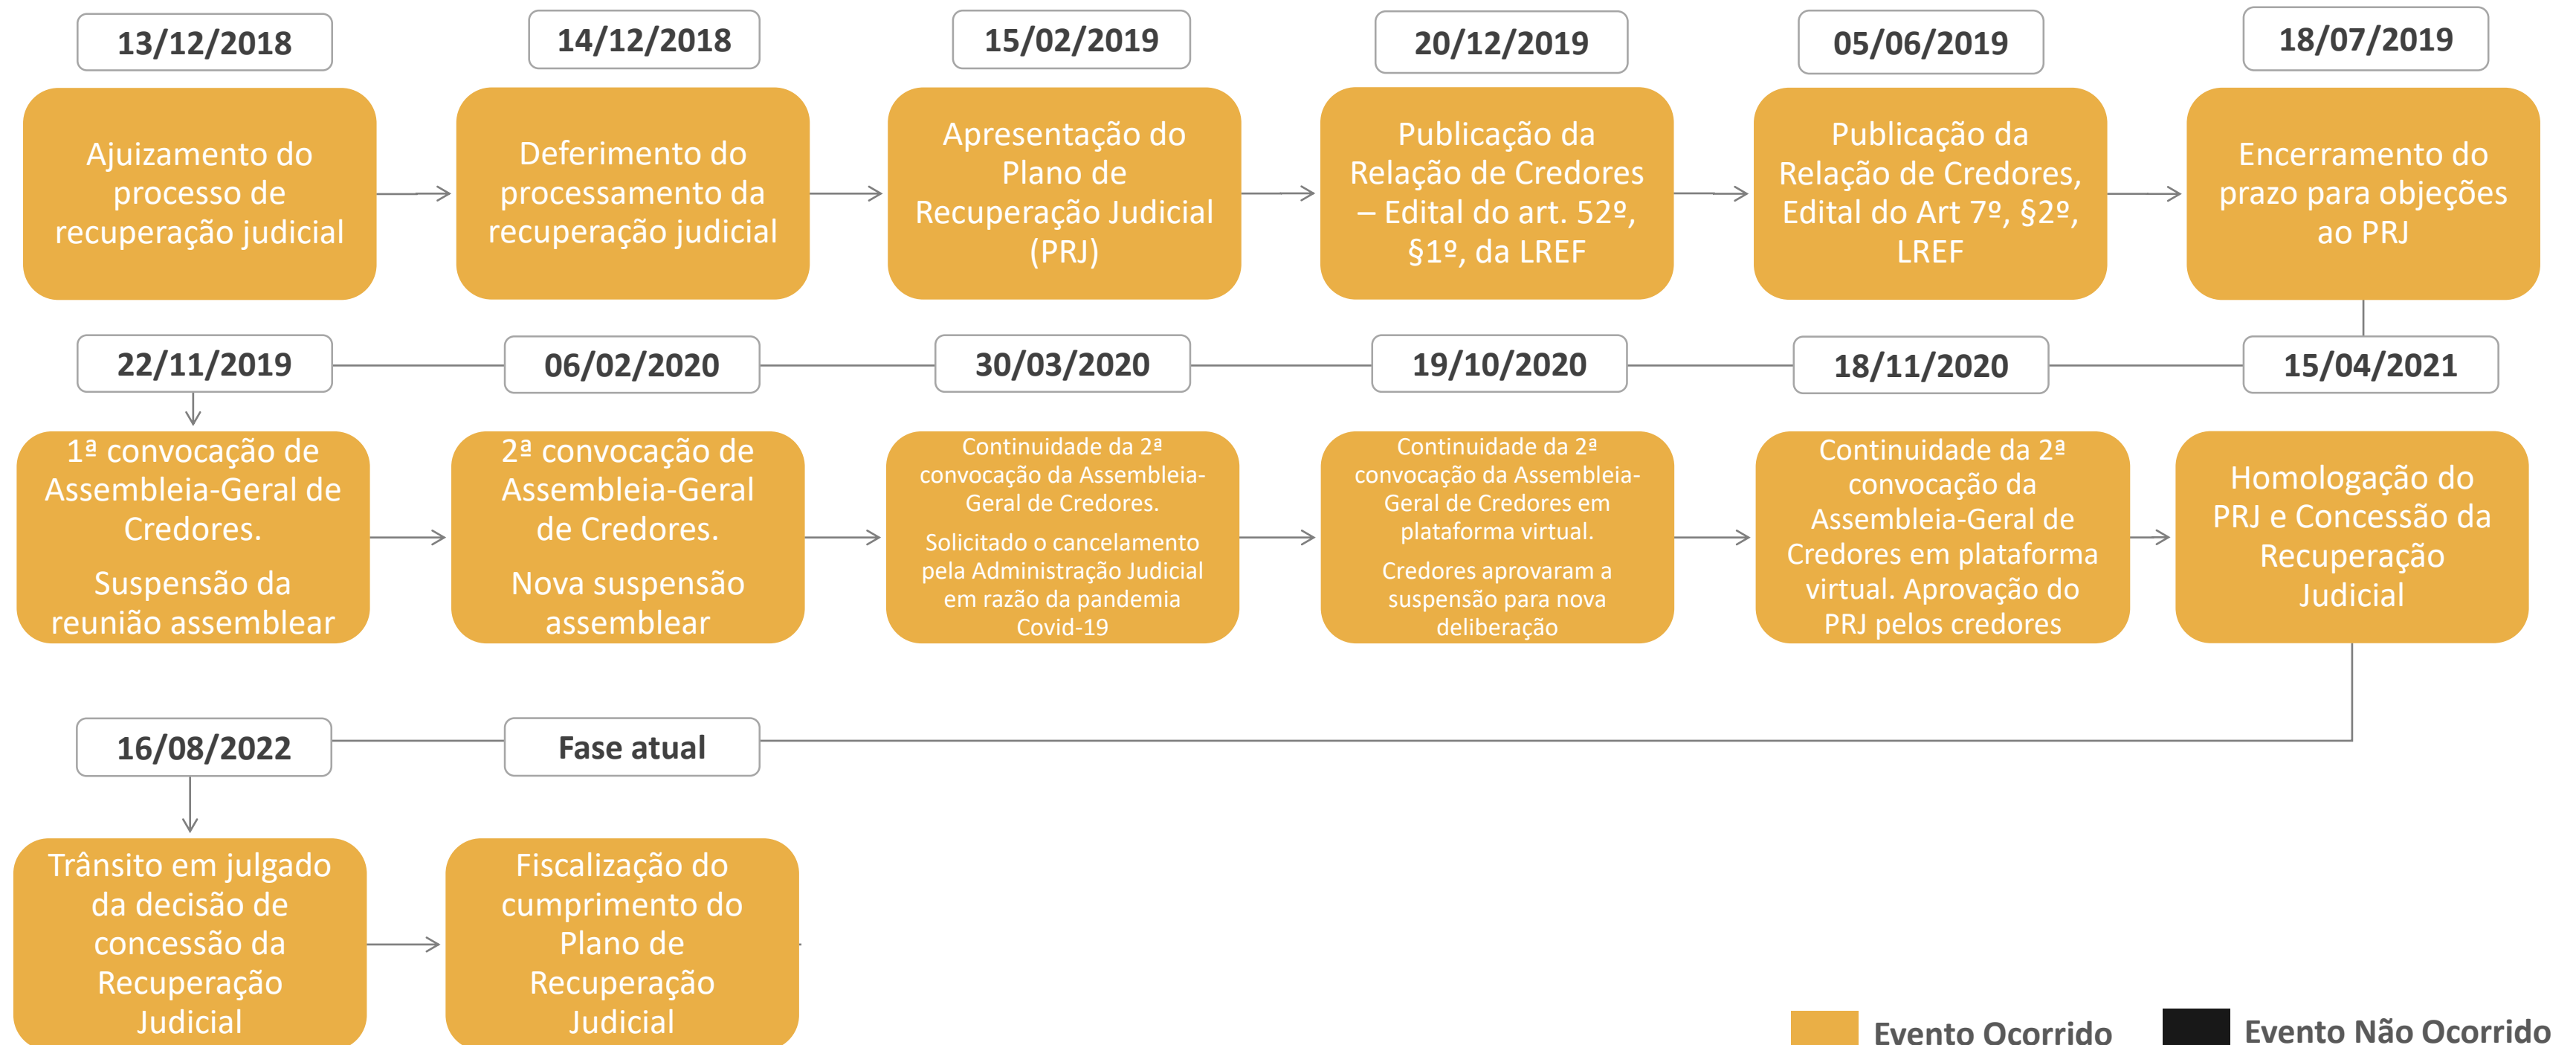 13/12/2018
Ajuizamento do
processo de
recuperação judicial
14/12/2018
Deferimento do
processamento da
recuperação judicial
15/02/2019
Apresentação do
Plano de
Recuperação Judicial
(PRJ)
20/12/2019
Publicação da
Relação de Credores
– Edital do art. 52º,
§1º, da LREF
05/06/2019
Publicação da
Relação de Credores,
Edital do Art 7º, §2º,
LREF
18/07/2019
Encerramento do
prazo para objeções
ao PRJ
22/11/2019
1ª convocação de
Assembleia-Geral de
Credores.
Suspensão da
reunião assemblear
06/02/2020
2ª convocação de
Assembleia-Geral
de Credores.
Nova suspensão
assemblear
30/03/2020
Continuidade da 2ª
convocação da Assembleia-
Geral de Credores.
Solicitado o cancelamento
pela Administração Judicial
em razão da pandemia
Covid-19
19/10/2020
Continuidade da 2ª
convocação da Assembleia-
Geral de Credores em
plataforma virtual.
Credores aprovaram a
suspensão para nova
deliberação
18/11/2020
Continuidade da 2ª
convocação da
Assembleia-Geral de
Credores em plataforma
virtual. Aprovação do
PRJ pelos credores
15/04/2021
Homologação do
PRJ e Concessão da
Recuperação
Judicial
16/08/2022
Trânsito em julgado
da decisão de
concessão da
Recuperação
Judicial
Fase atual
Fiscalização do
cumprimento do
Plano de
Recuperação
Judicial
Evento Ocorrido
Evento Não Ocorrido